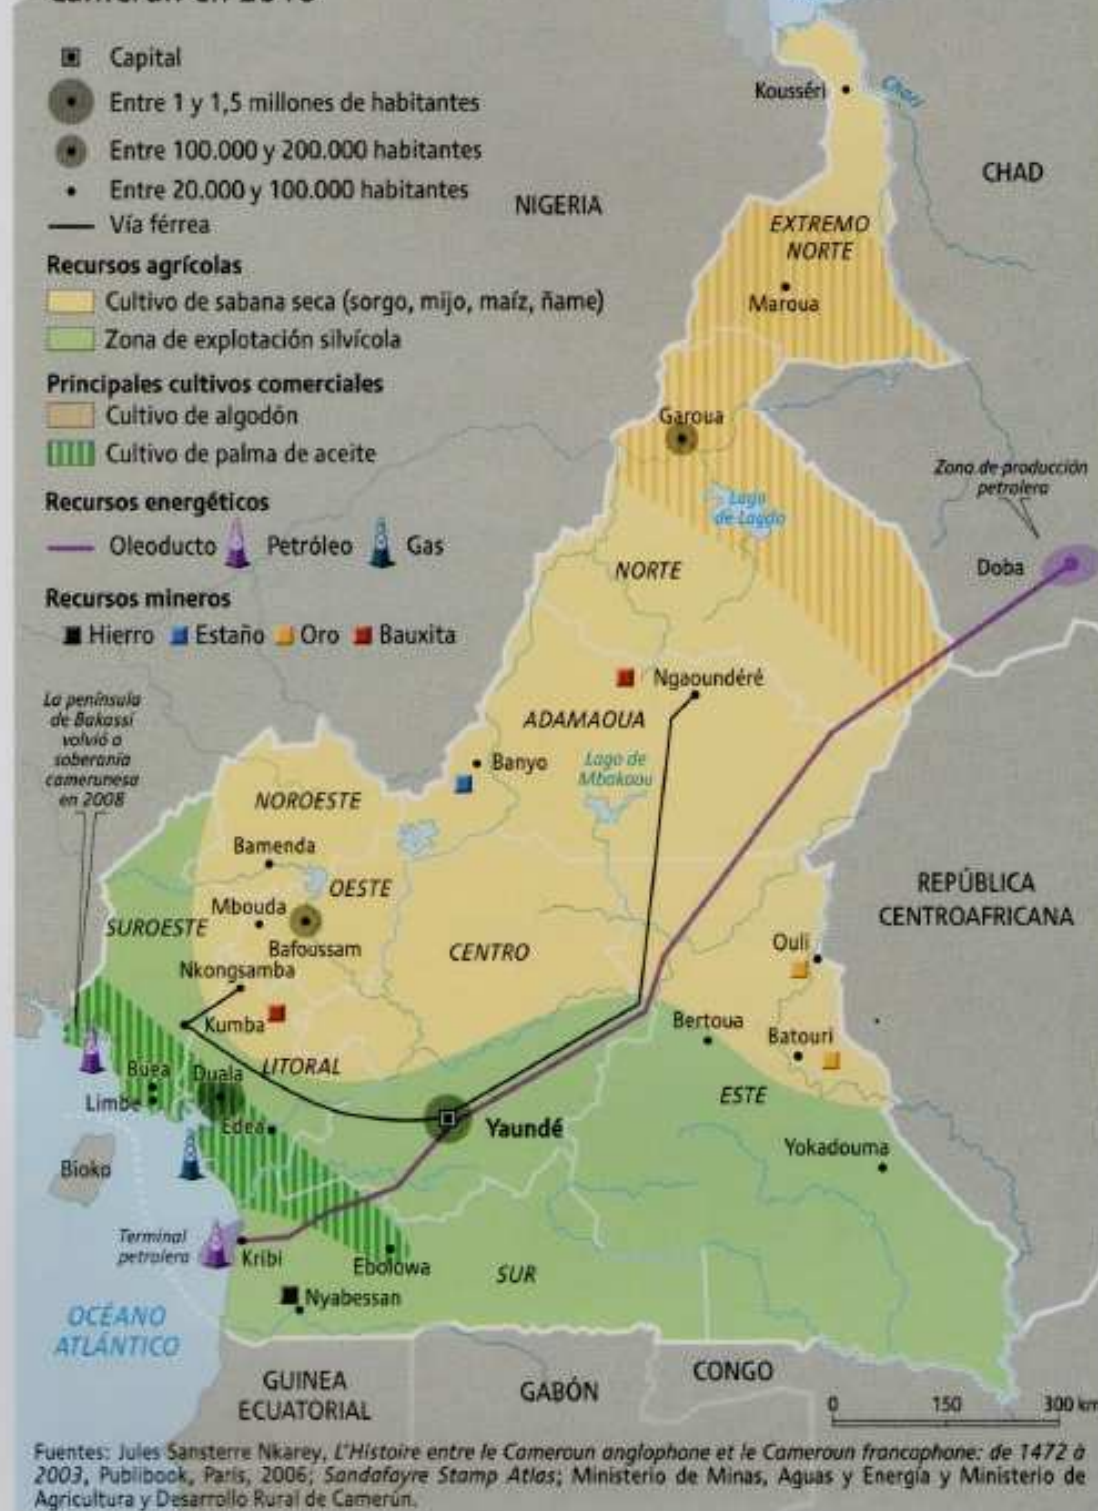 Capital
Entre 1 y 1,5 millones de habitantes
Entre 100.000 y 200.000 habitantes
Entre 20.000 y 100.000 habitantes
Vía férrea
Recursos agrícolas
Cultivo de sabana seca (sorgo, mijo, maíz, ñame)
Zona de explotación silvícola
Principales cultivos comerciales
Cultivo de algodón
Cultivo de palma de aceite
Recursos energéticos
Oleoducto Petróleo Gas
Recursos mineros
Hierro Estaño Oro Bauxita
La península
de Bakassi
volvió a
soberanía
camerunesa
en 2008
Kousséri
Chari
CHAD
NIGERIA
EXTREMO
NORTE
Maroua
Garoua
Lago
de Lagdo
Zona de producción
petrolera
Doba
NORTE
Ngaoundéré
ADAMAOUA
Banyo
Lago de
Mbakaou
NOROESTE
Bamenda
OESTE
Mbouda
Bafoussam
SUROESTE
Nkongsamba
CENTRO
REPÚBLICA
CENTROAFRICANA
Ouli
Kumba
Bertoua
Batouri
LITORAL
Buea
Duala
Limbe
Edea
ESTE
Yaundé
Yokadouma
Bioko
Terminal
petrolera
Kribi
Ebolowa
SUR
Nyabessan
OCÉANO
ATLÁNTICO
GUINEA
ECUATORIAL
GABÓN
CONGO
0 150 300 km
Fuentes: Jules Sansterre Nkarey, L'Histoire entre le Cameroun anglophone et le Cameroun francophone: de 1472 à
2003, Publibook, Paris, 2006; Sandafayre Stamp Atlas; Ministerio de Minas, Aguas y Energía y Ministerio de
Agricultura y Desarrollo Rural de Camerún.